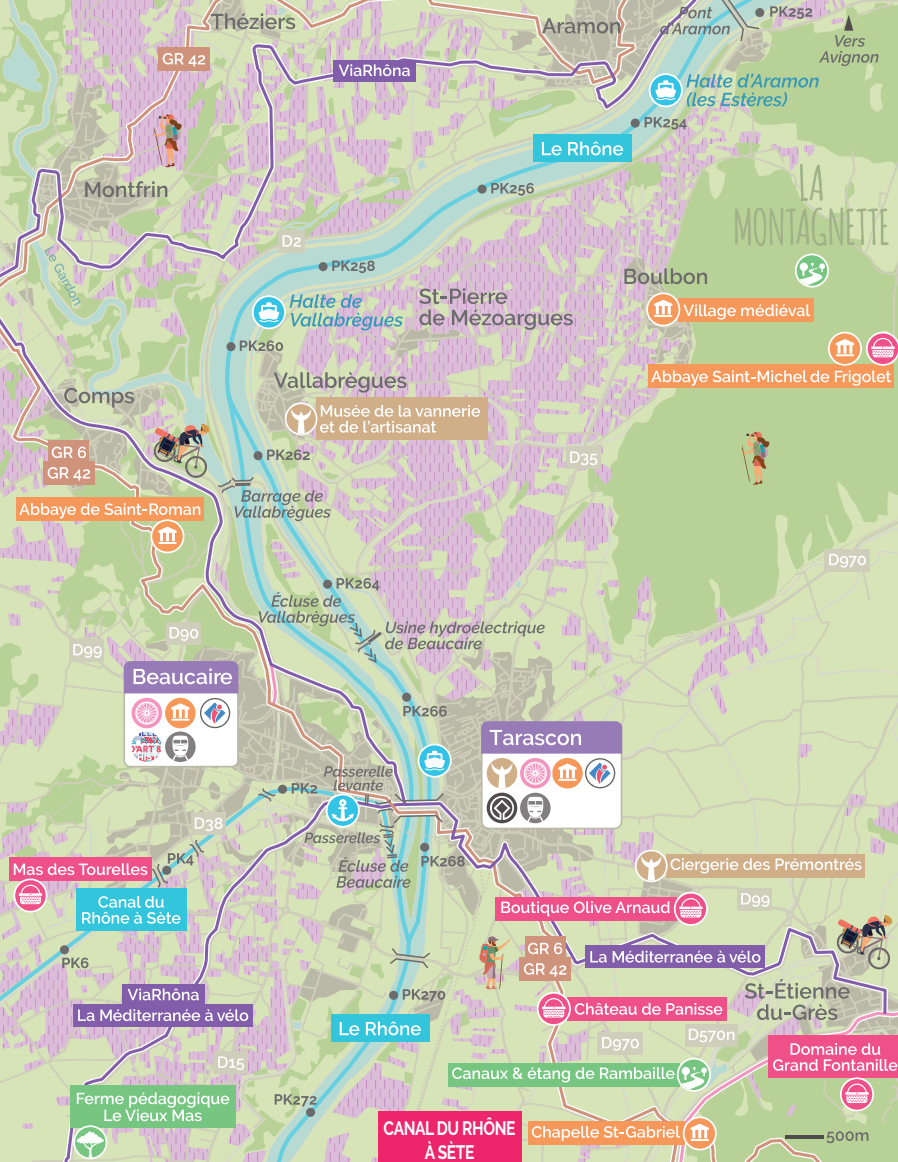 Théziers
Aramon
Pont
d'Aramon
PK252
Vers
Avignon
GR 42
ViaRhôna
Halte d'Aramon
(les Estères)
PK254
Le Rhône
Montfrin
PK256
LA
MONTAGNETTE
D2
Le Gardon
PK258
Boulbon
Halte de
Vallabrègues
St-Pierre
de Mézoargues
Village médiéval
PK260
Abbaye Saint-Michel de Frigolet
Vallabrègues
Comps
Musée de la vannerie
et de l'artisanat
GR 6
GR 42
PK262
D35
Barrage de
Vallabrègues
Abbaye de Saint-Roman
D970
PK264
Écluse de
Vallabrègues
Usine hydroélectrique
de Beaucaire
D90
D99
Beaucaire
D'ART &
PK266
Tarascon
Passerelle
levante
PK2
D38
Passerelles
PK4
Écluse de
Beaucaire
PK268
Mas des Tourelles
Ciergerie des Prémontrés
Canal du
Rhône à Sète
D99
Boutique Olive Arnaud
PK6
GR 6
GR 42
La Méditerranée à vélo
ViaRhôna
La Méditerranée à vélo
PK270
St-Étienne
du-Grès
Château de Panisse
Le Rhône
D570n
D970
D15
Domaine du
Grand Fontanille
Canaux & étang de Rambaille
Ferme pédagogique
Le Vieux Mas
PK272
CANAL DU RHÔNE
À SÈTE
Chapelle St-Gabriel
500m